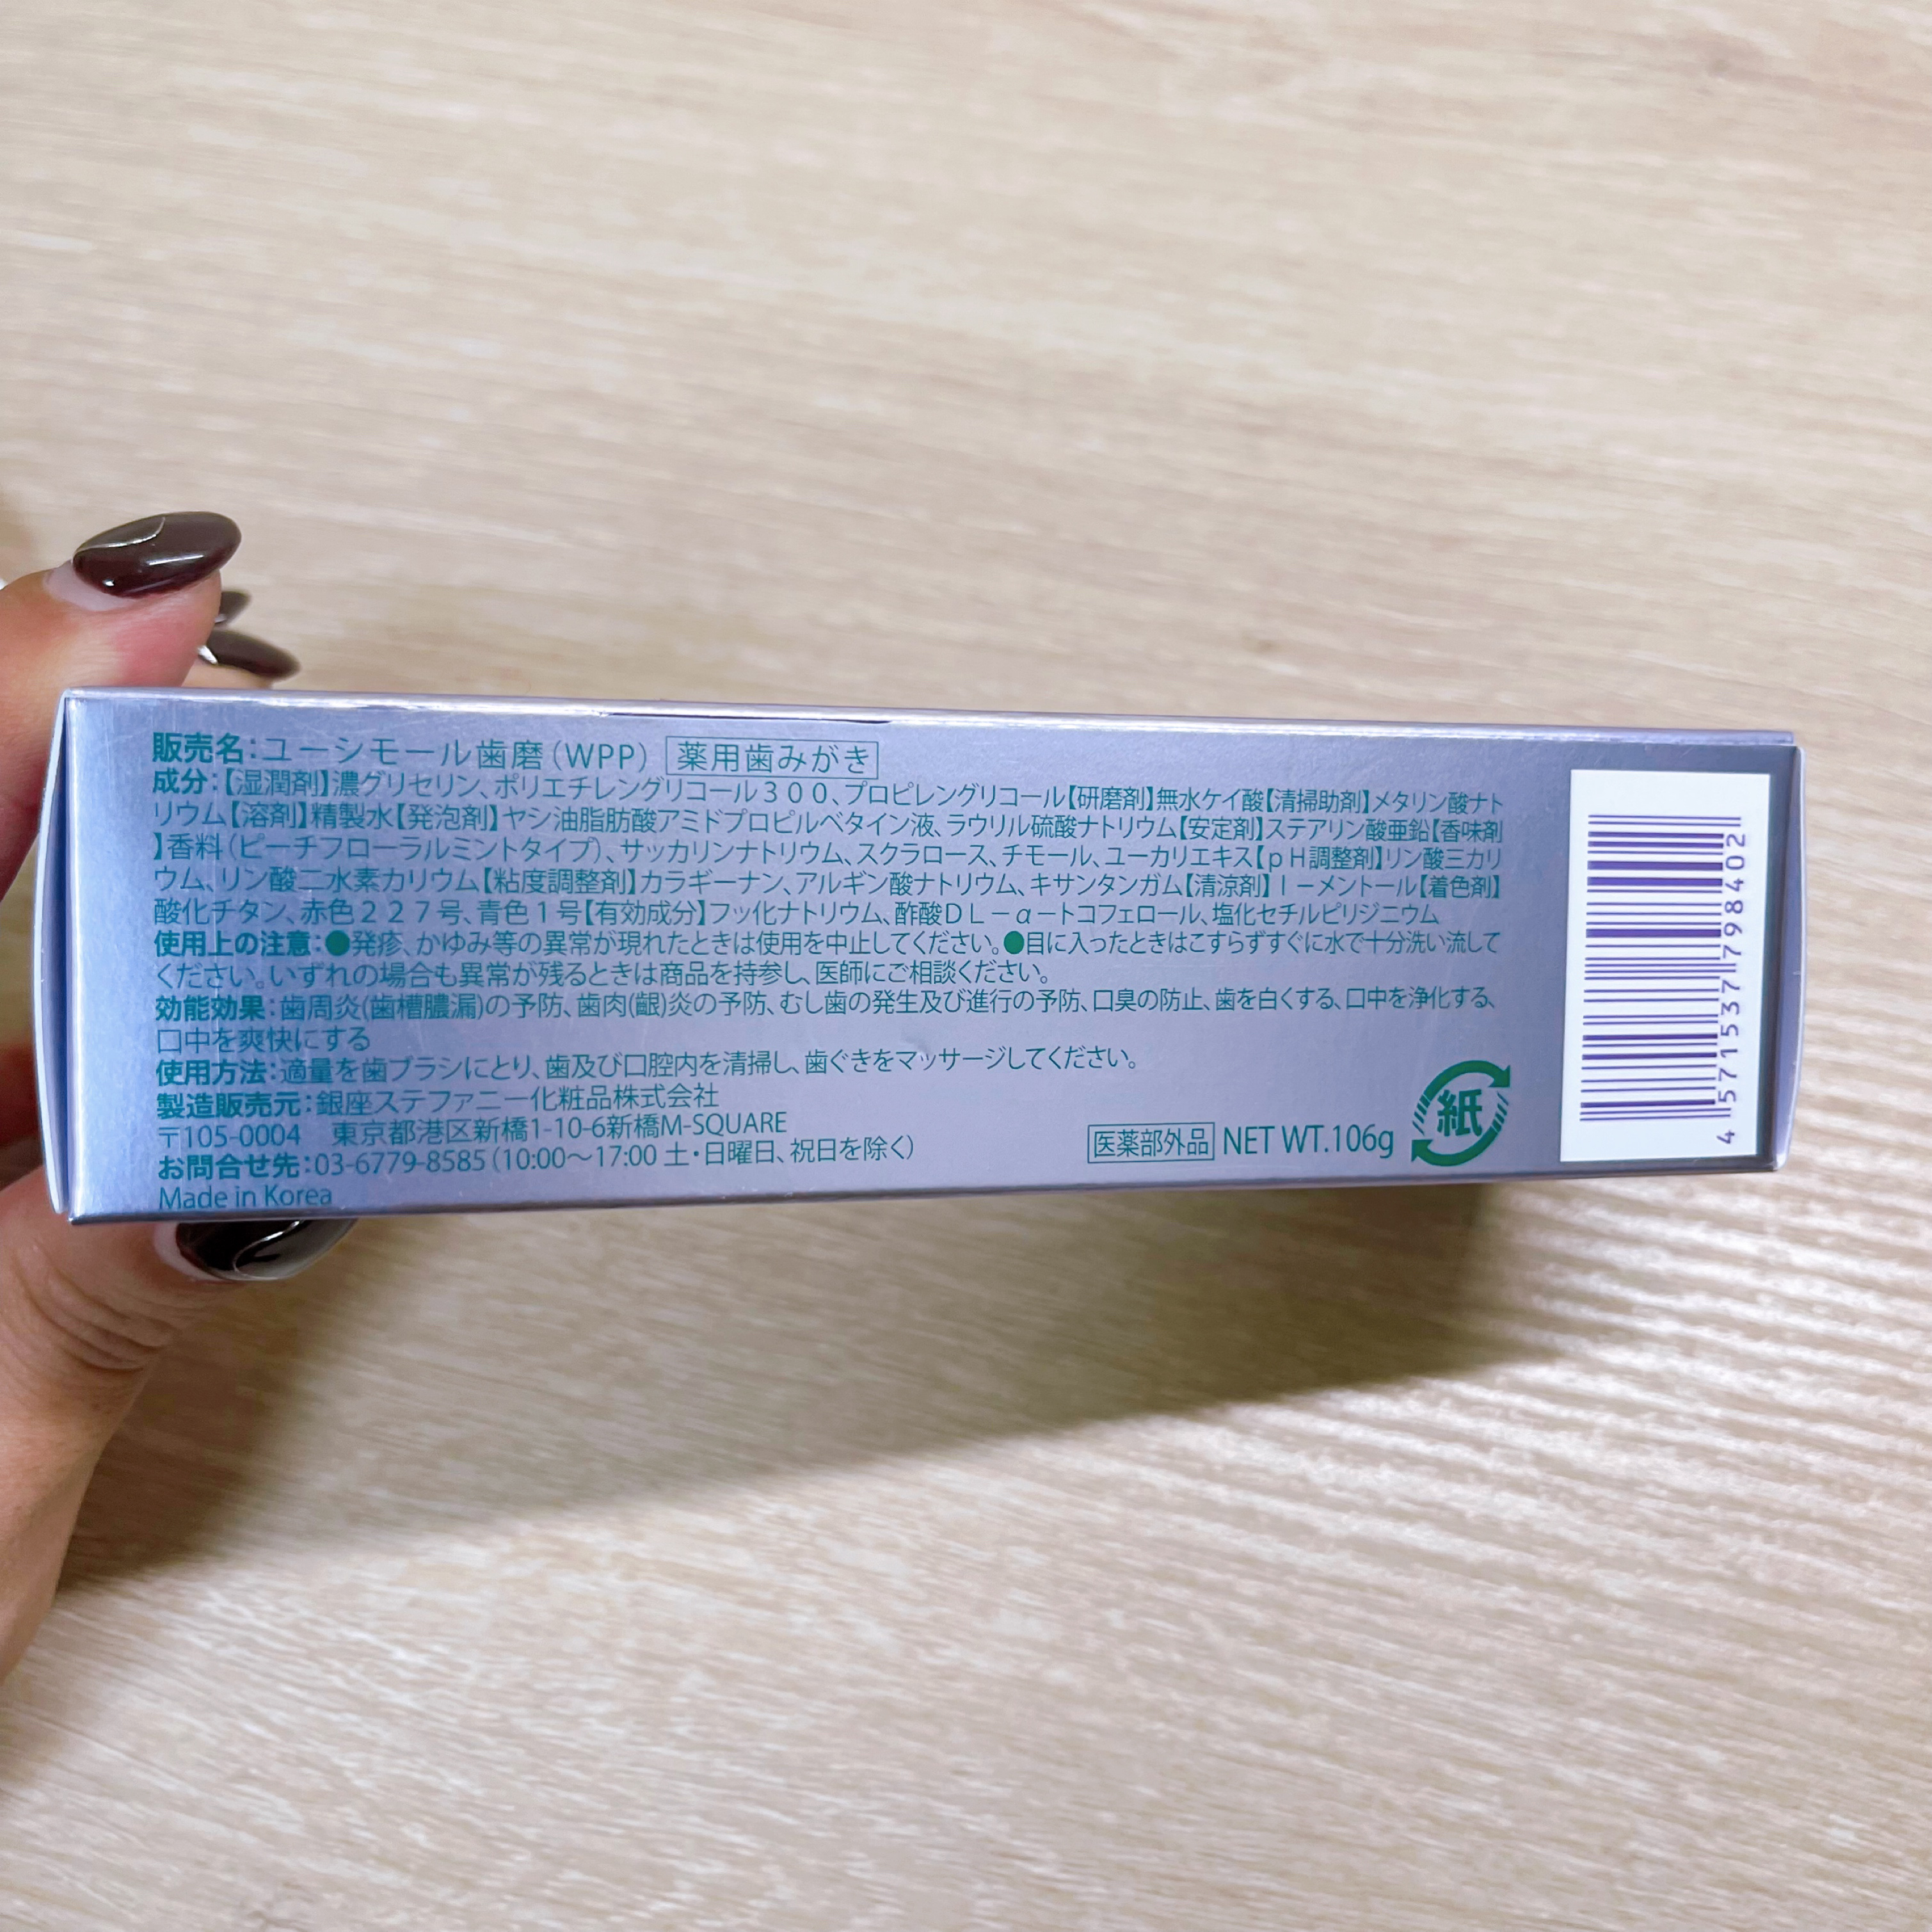 販売名：ユーシモール歯磨（WPP） 薬用歯みがき
成分：【湿潤剤】濃グリセリン、ポリエチレングリコール３００、プロピレングリコール【研磨剤】無水ケイ酸【清掃助剤】メタリン酸ナト
リウム【溶剤】精製水【発泡剤】ヤシ油脂肪酸アミドプロピルベタイン液、ラウリル硫酸ナトリウム【安定剤】ステアリン酸亜鉛【香味剤
】香料（ピーチフローラルミントタイプ）、サッカリンナトリウム、スクラロース、チモール、ユーカリエキス【ｐＨ調整剤】リン酸三カリ
ウム、リン酸二水素カリウム【粘度調整剤】カラギーナン、アルギン酸ナトリウム、キサンタンガム【清涼剤】ｌ－メントール【着色剤】
酸化チタン、赤色２２７号、青色１号【有効成分】フッ化ナトリウム、酢酸ＤＬ－α－トコフェロール、塩化セチルピリジニウム
使用上の注意：●発疹、かゆみ等の異常が現れたときは使用を中止してください。●目に入ったときはこすらずすぐに水で十分洗い流して
ください。いずれの場合も異常が残るときは商品を持参し、医師にご相談ください。
効能効果：歯周炎(歯槽膿漏)の予防、歯肉(齦)炎の予防、むし歯の発生及び進行の予防、口臭の防止、歯を白くする、口中を浄化する、
口中を爽快にする
使用方法：適量を歯ブラシにとり、歯及び口腔内を清掃し、歯ぐきをマッサージしてください。
製造販売元：銀座ステファニー化粧品株式会社
〒105-0004 東京都港区新橋1-10-6新橋M-SQUARE
お問合せ先：03-6779-8585（10:00～17:00 土・日曜日、祝日を除く）
Made in Korea
医薬部外品 NET WT.106g
紙
4 571537 798402